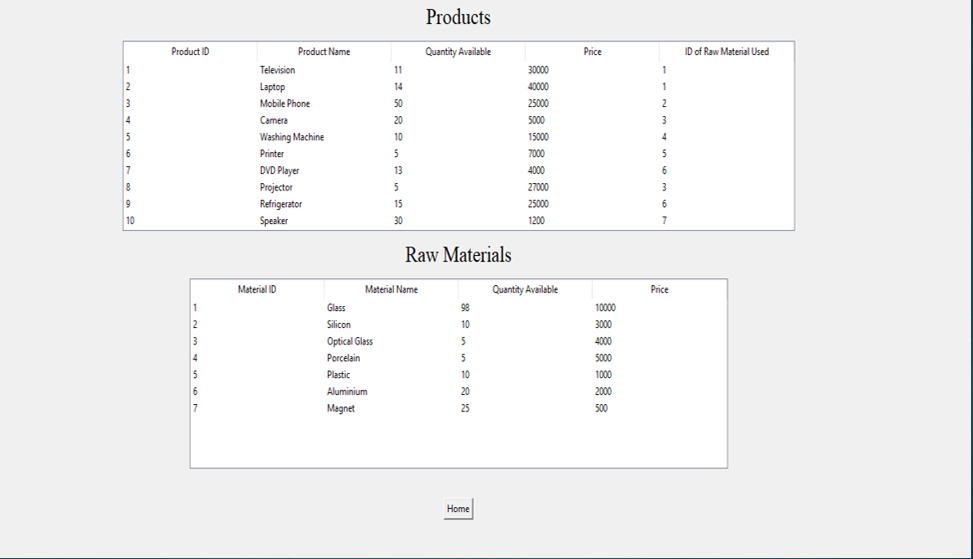 Products
Product ID Product Name Quantity Available Price ID of Raw Material Used
1 Television 11 30000 1
2 Laptop 14 40000 1
3 Mobile Phone 50 25000 2
4 Camera 20 5000 3
5 Washing Machine 10 15000 4
6 Printer 5 7000 5
7 DVD Player 13 4000 6
8 Projector 5 27000 3
9 Refrigerator 15 25000 6
10 Speaker 30 1200 7
Raw Materials
Material ID Material Name Quantity Available Price
1 Glass 98 10000
2 Silicon 10 3000
3 Optical Glass 5 4000
4 Porcelain 5 5000
5 Plastic 10 1000
6 Aluminium 20 2000
7 Magnet 25 500
Home